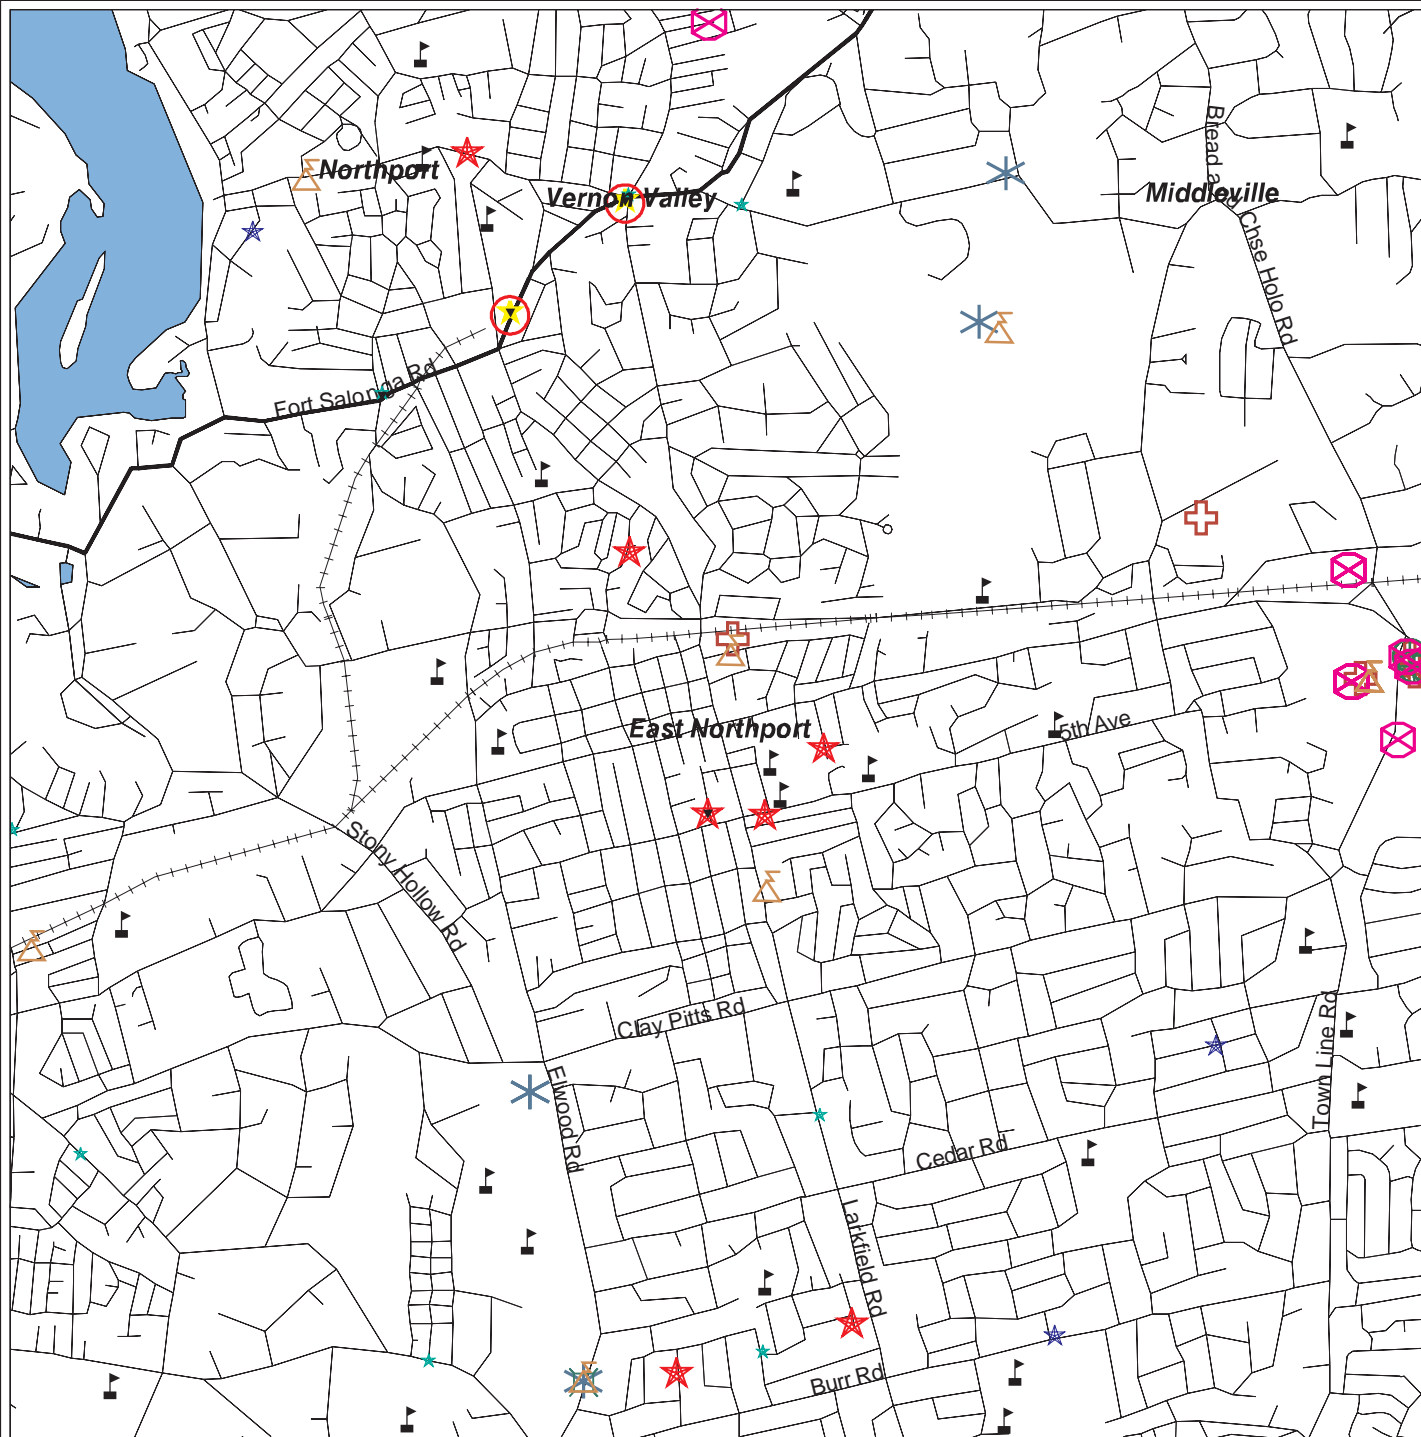 Northport
Vernon Valley
Middleville
Chse Holo Rd
Fort Salonga Rd
East Northport
5th Ave
Stony Hollow Rd
Clay Pitts Rd
Town Line Rd
Elwood Rd
Cedar Rd
Larkfield Rd
Burr Rd